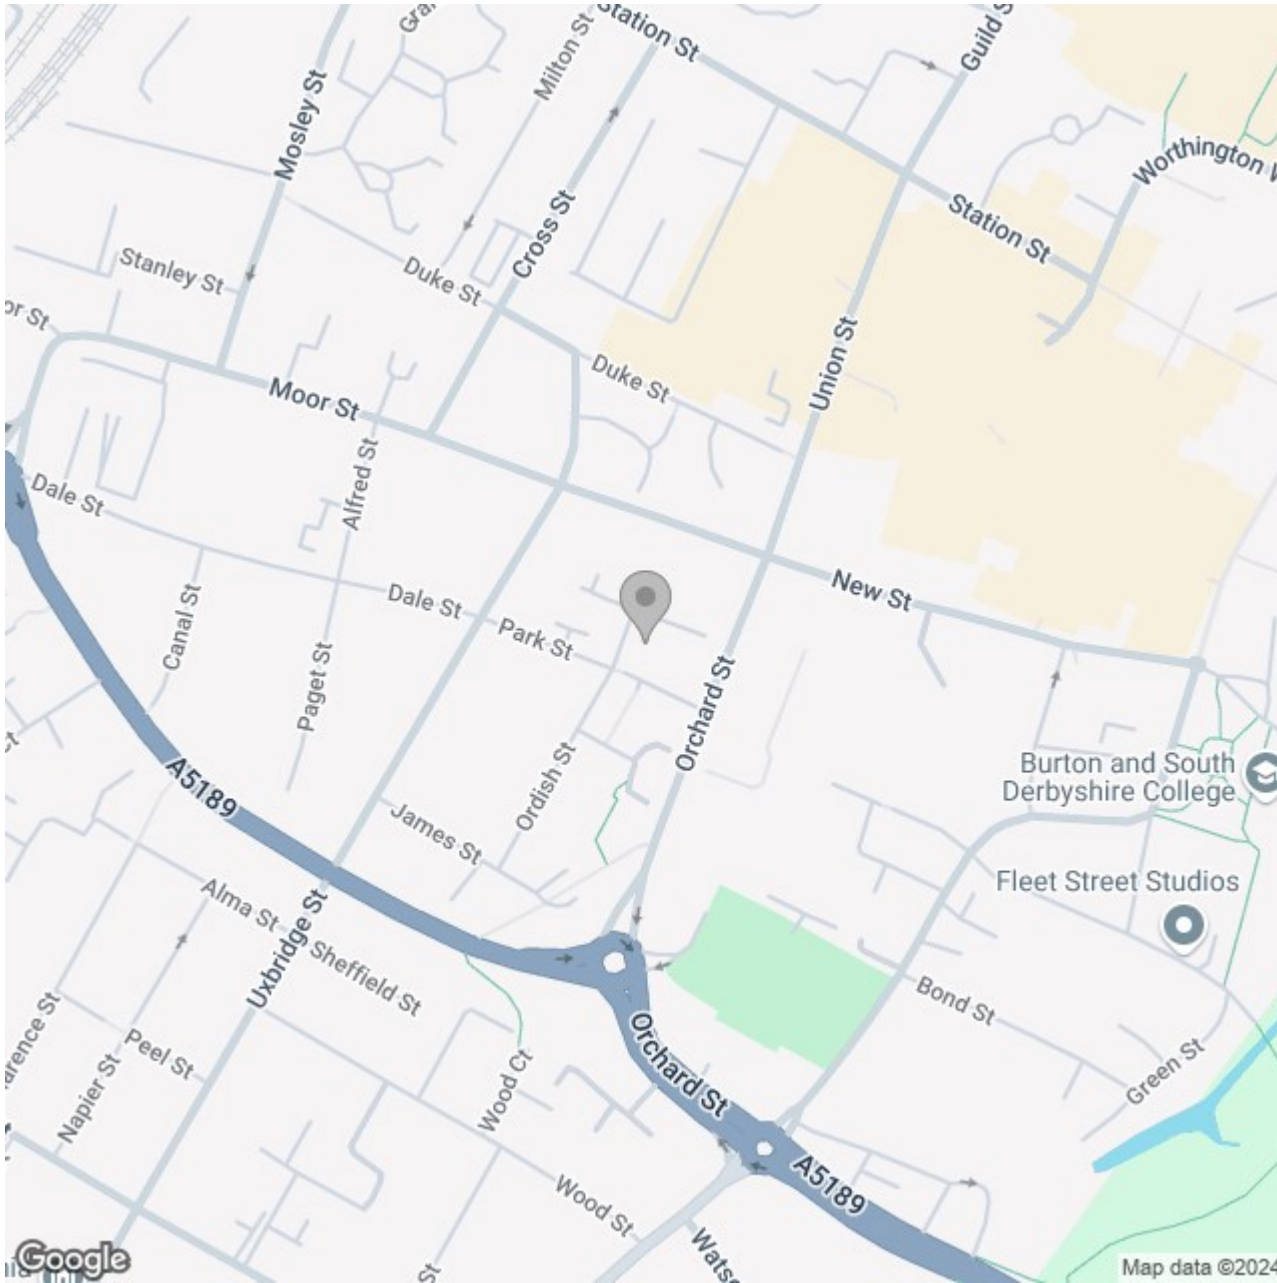 Station St
Guild S
Milton St
Mosley St
Worthington W
Cross St
Station St
Stanley St
Duke St
or St
Union St
Duke St
Moor St
Alfred St
Dale St
New St
Dale St
Canal St
Park St
Paget St
Orchard St
Ordish St
Burton and South
Derbyshire College
A5189
James St
Fleet Street Studios
Alma St
Uxbridge St
Sheffield St
Bond St
arence St
Orchard St
Peel St
Green St
Napier St
Wood Ct
A5189
Wood St
Watso
St
Google
Map data ©2024